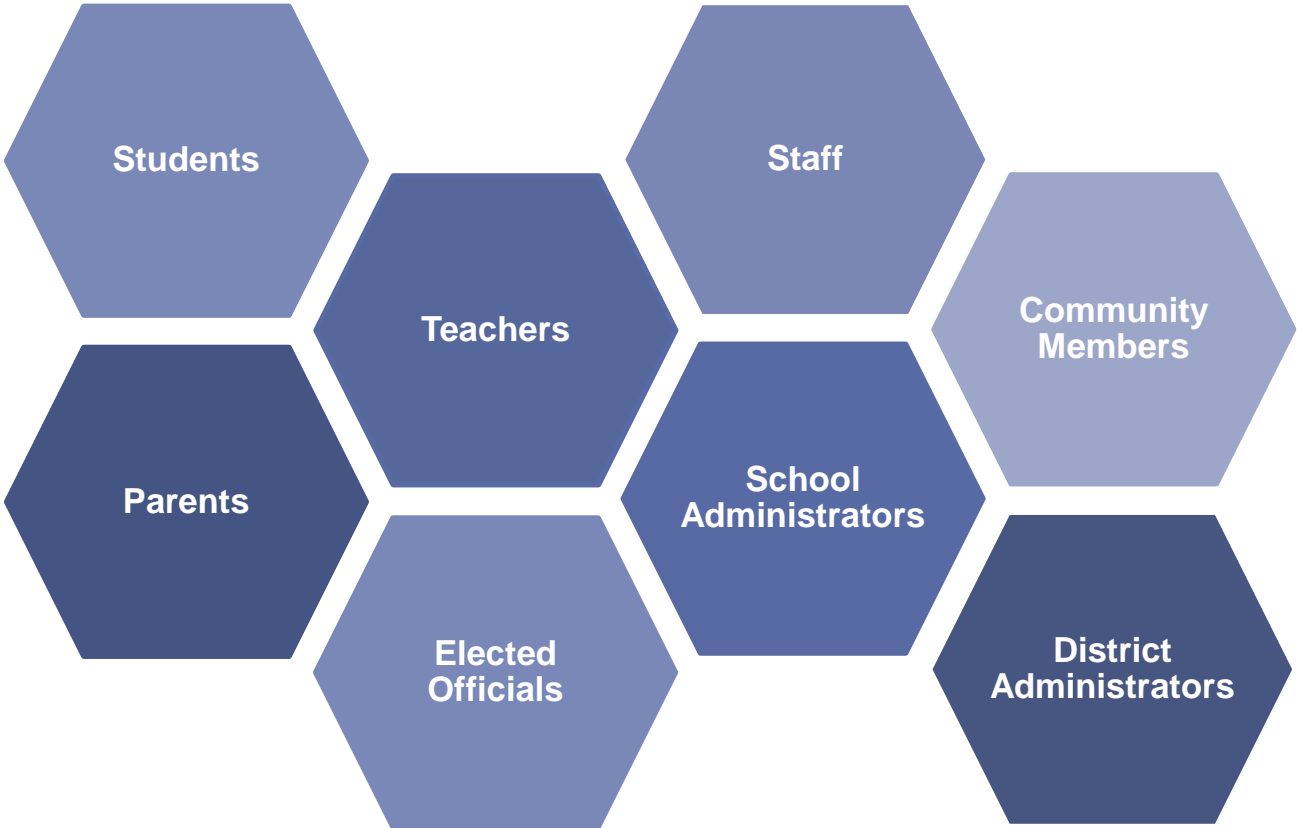 Students
Staff
Teachers
Community
Members
Parents
School
Administrators
Elected
Officials
District
Administrators